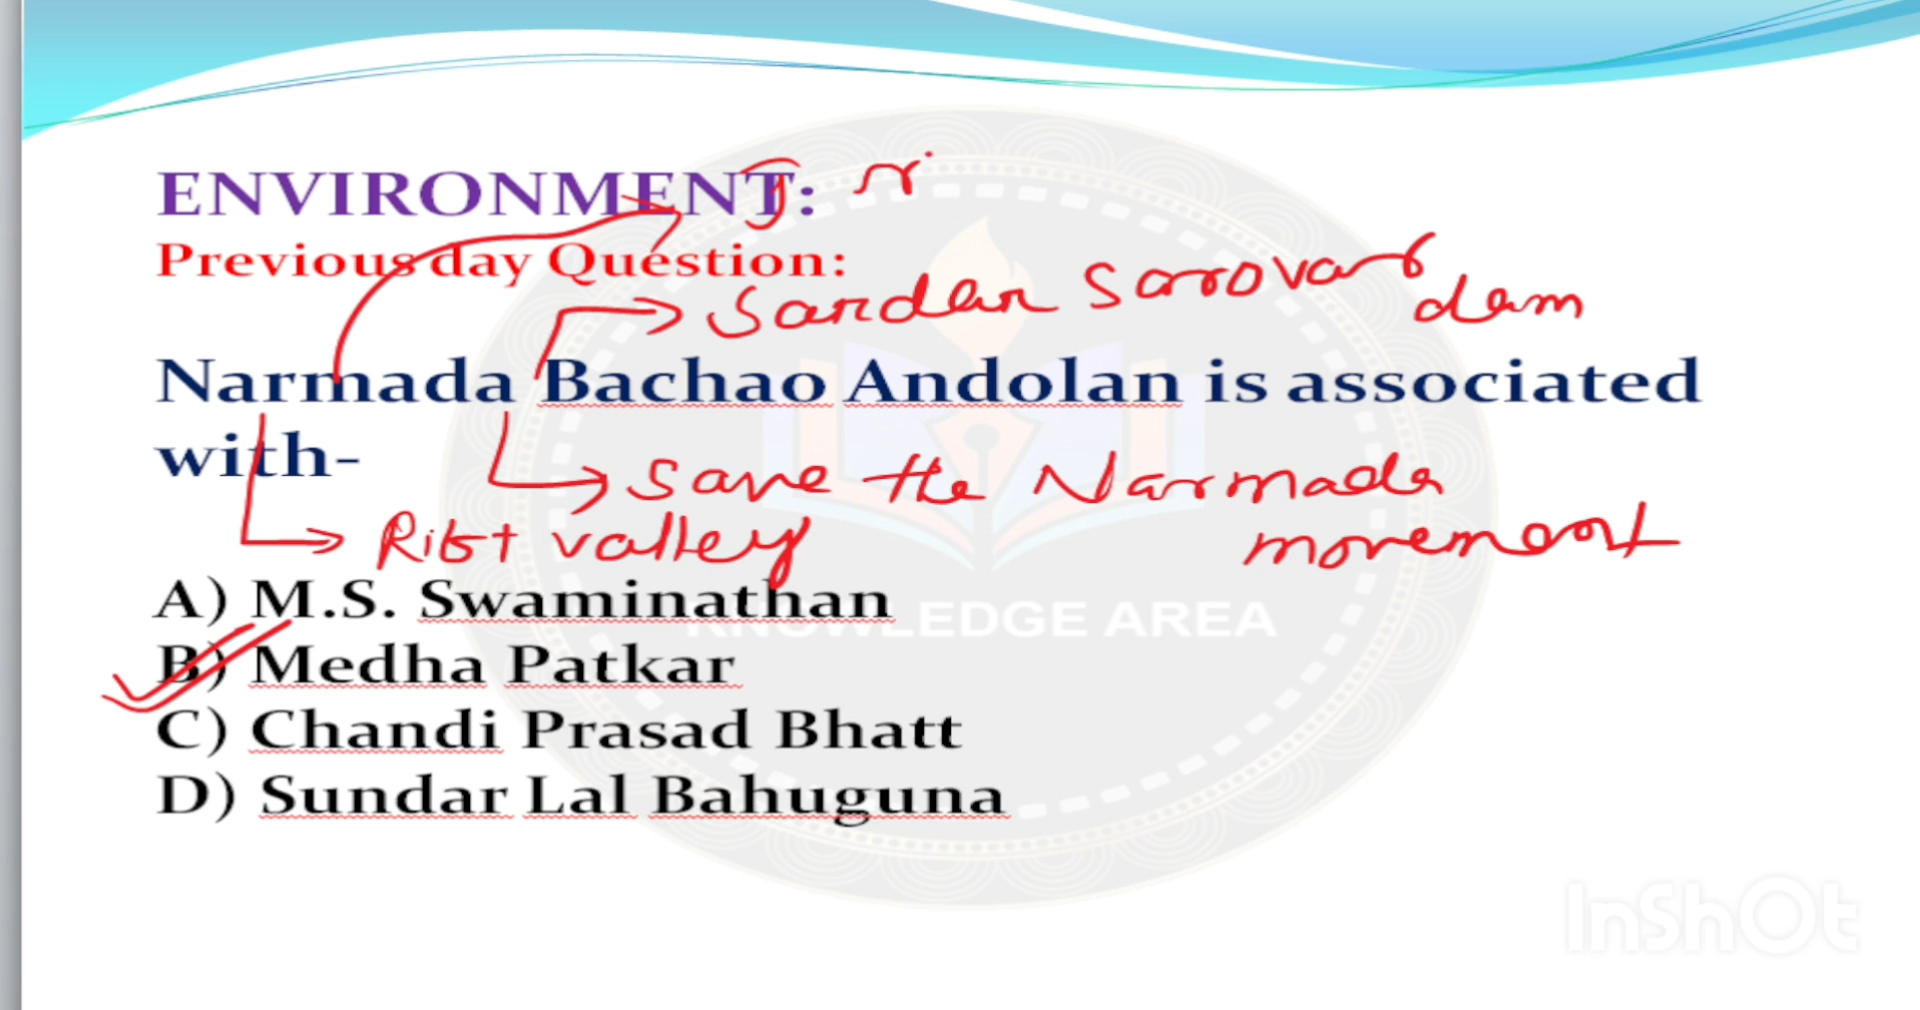 ENVIRONMENT:
Previous day Question:
Sardar Sarovar dam
Narmada Bachao Andolan is associated
with-
save the Narmada
movement
Rift valley
A) M.S. Swaminathan
KNOWLEDGE AREA
B) Medha Patkar
C) Chandi Prasad Bhatt
D) Sundar Lal Bahuguna
InShOt